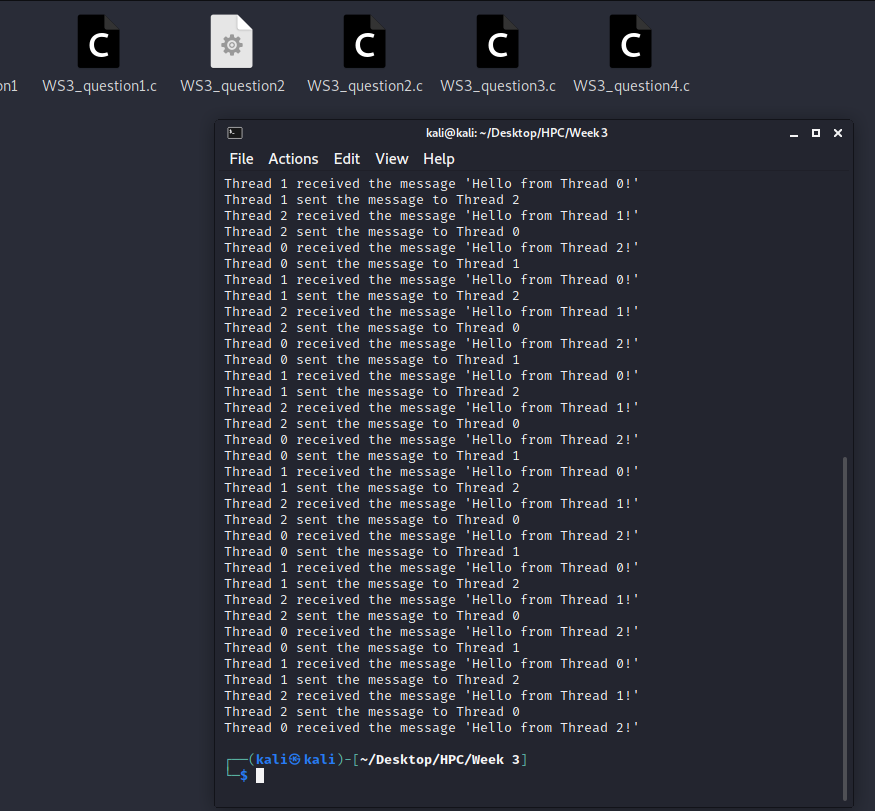 on1 WS3_question1.c WS3_question2 WS3_question2.c WS3_question3.c WS3_question4.c
kali@kali: ~/Desktop/HPC/Week 3
File Actions Edit View Help
Thread 1 received the message 'Hello from Thread 0!'
Thread 1 sent the message to Thread 2
Thread 2 received the message 'Hello from Thread 1!'
Thread 2 sent the message to Thread 0
Thread 0 received the message 'Hello from Thread 2!'
Thread 0 sent the message to Thread 1
Thread 1 received the message 'Hello from Thread 0!'
Thread 1 sent the message to Thread 2
Thread 2 received the message 'Hello from Thread 1!'
Thread 2 sent the message to Thread 0
Thread 0 received the message 'Hello from Thread 2!'
Thread 0 sent the message to Thread 1
Thread 1 received the message 'Hello from Thread 0!'
Thread 1 sent the message to Thread 2
Thread 2 received the message 'Hello from Thread 1!'
Thread 2 sent the message to Thread 0
Thread 0 received the message 'Hello from Thread 2!'
Thread 0 sent the message to Thread 1
Thread 1 received the message 'Hello from Thread 0!'
Thread 1 sent the message to Thread 2
Thread 2 received the message 'Hello from Thread 1!'
Thread 2 sent the message to Thread 0
Thread 0 received the message 'Hello from Thread 2!'
Thread 0 sent the message to Thread 1
Thread 1 received the message 'Hello from Thread 0!'
Thread 1 sent the message to Thread 2
Thread 2 received the message 'Hello from Thread 1!'
Thread 2 sent the message to Thread 0
Thread 0 received the message 'Hello from Thread 2!'
Thread 0 sent the message to Thread 1
Thread 1 received the message 'Hello from Thread 0!'
Thread 1 sent the message to Thread 2
Thread 2 received the message 'Hello from Thread 1!'
Thread 2 sent the message to Thread 0
Thread 0 received the message 'Hello from Thread 2!'
┌──(kali㉿kali)-[~/Desktop/HPC/Week 3]
└─$